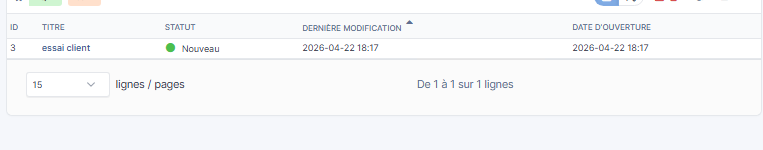 ID TITRE STATUT DERNIÈRE MODIFICATION DATE D'OUVERTURE
3 essai client Nouveau 2026-04-22 18:17 2026-04-22 18:17
15 lignes / pages De 1 à 1 sur 1 lignes